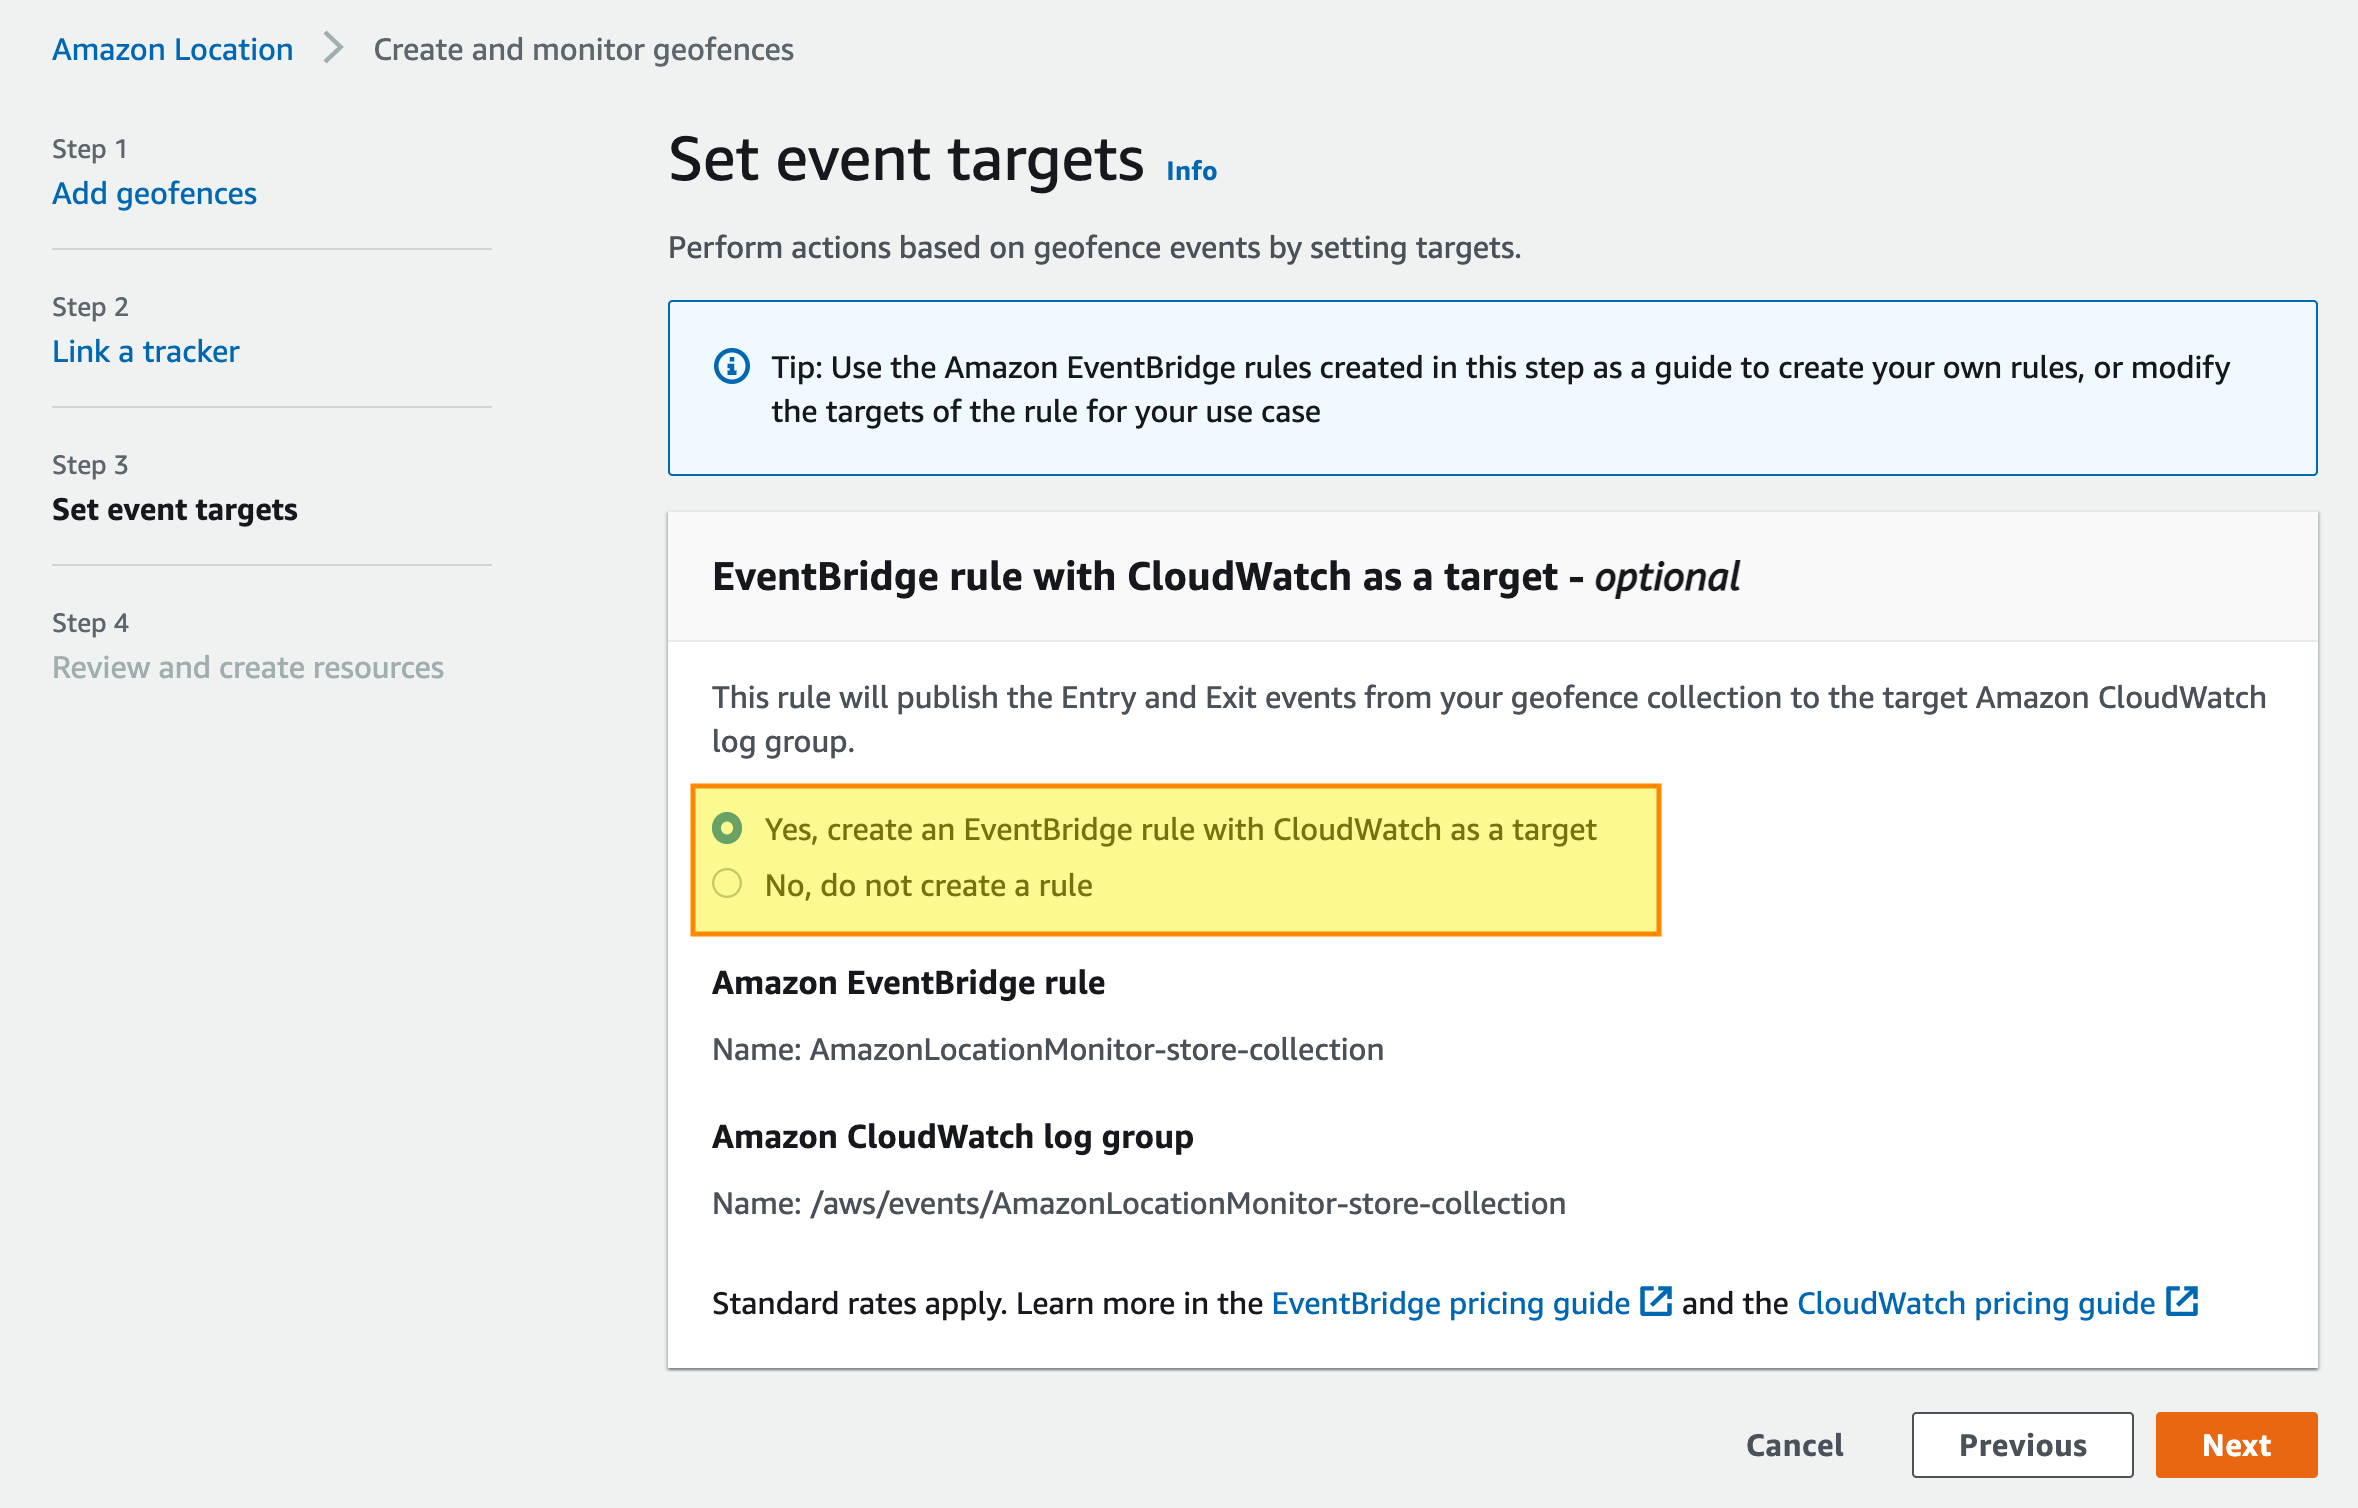 Amazon Location > Create and monitor geofences
Step 1
Add geofences
Step 2
Link a tracker
Step 3
Set event targets
Step 4
Review and create resources
Set event targets Info
Perform actions based on geofence events by setting targets.
Tip: Use the Amazon EventBridge rules created in this step as a guide to create your own rules, or modify
the targets of the rule for your use case
EventBridge rule with CloudWatch as a target - optional
This rule will publish the Entry and Exit events from your geofence collection to the target Amazon CloudWatch
log group.
Yes, create an EventBridge rule with CloudWatch as a target
No, do not create a rule
Amazon EventBridge rule
Name: AmazonLocationMonitor-store-collection
Amazon CloudWatch log group
Name: /aws/events/AmazonLocationMonitor-store-collection
Standard rates apply. Learn more in the EventBridge pricing guide and the CloudWatch pricing guide
Cancel Previous Next